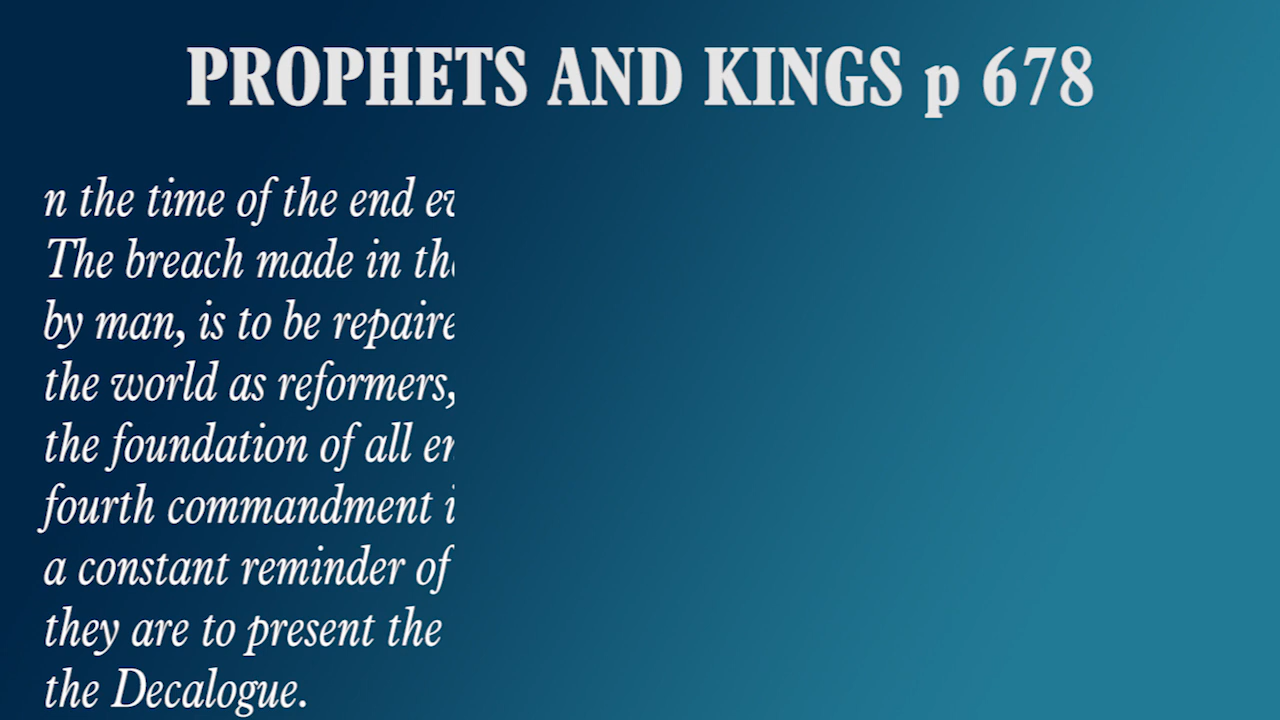 PROPHETS AND KINGS p 678
n the time of the end
The breach made in
by man, is to be
the world as reformers,
the foundation of all
fourth commandment
a constant reminder of
they are to present the
the Decalogue.